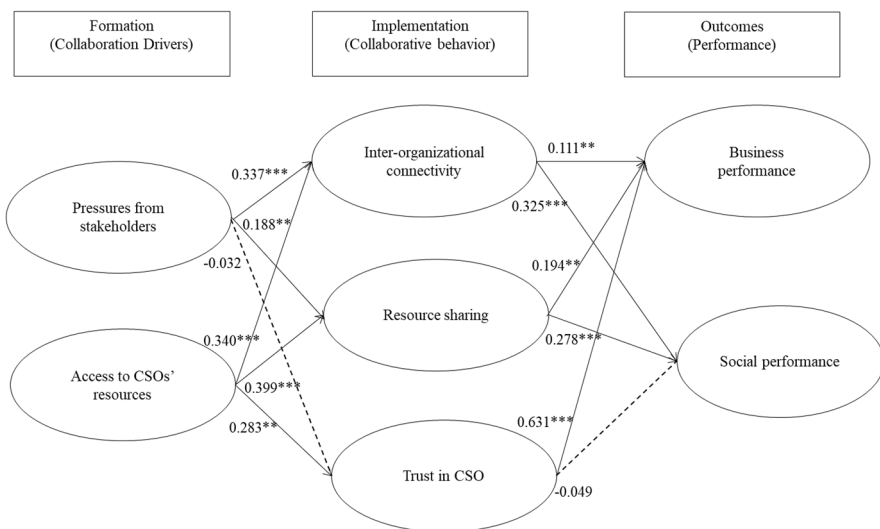 Formation
(Collaboration Drivers)
Implementation
(Collaborative behavior)
Outcomes
(Performance)
Inter-organizational
connectivity
0.111**
Business
performance
0.337***
Pressures from
stakeholders
0.188**
0.325***
-0.032
0.194**
Resource sharing
0.340***
0.278***
Social performance
Access to CSOs’
resources
0.399***
0.283**
0.631***
Trust in CSO
-0.049